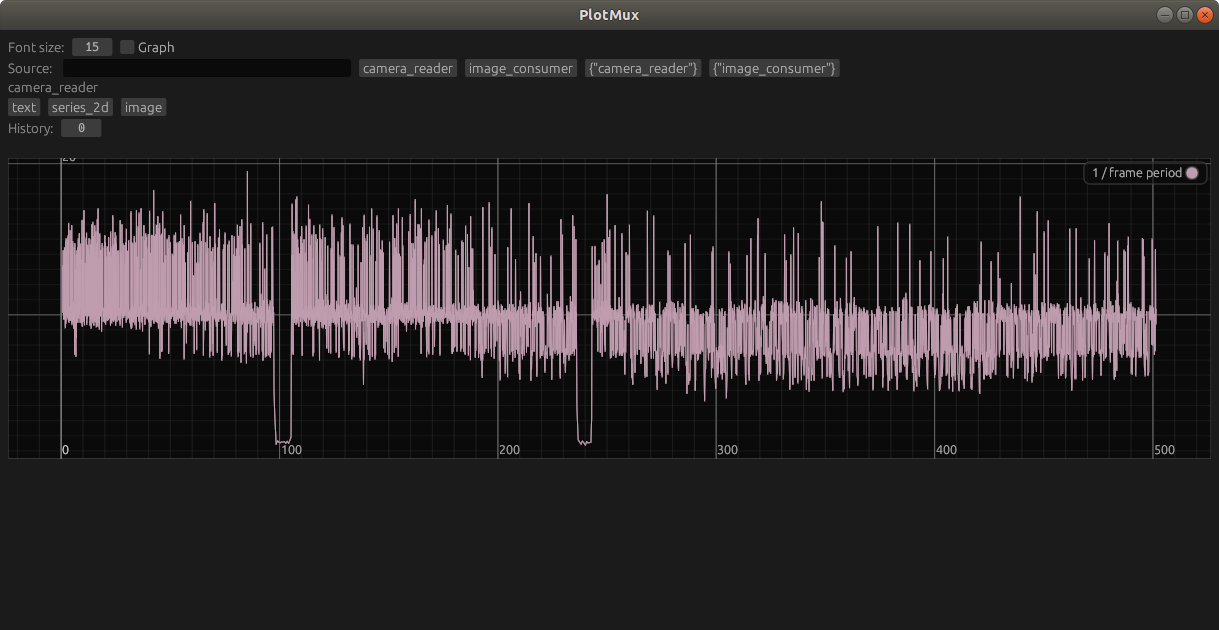 PlotMux
Font size: 15 Graph
Source: camera_reader image_consumer {"camera_reader"} {"image_consumer"}
camera_reader
text series_2d image
History: 0
20
1 / frame period
0 100 200 300 400 500